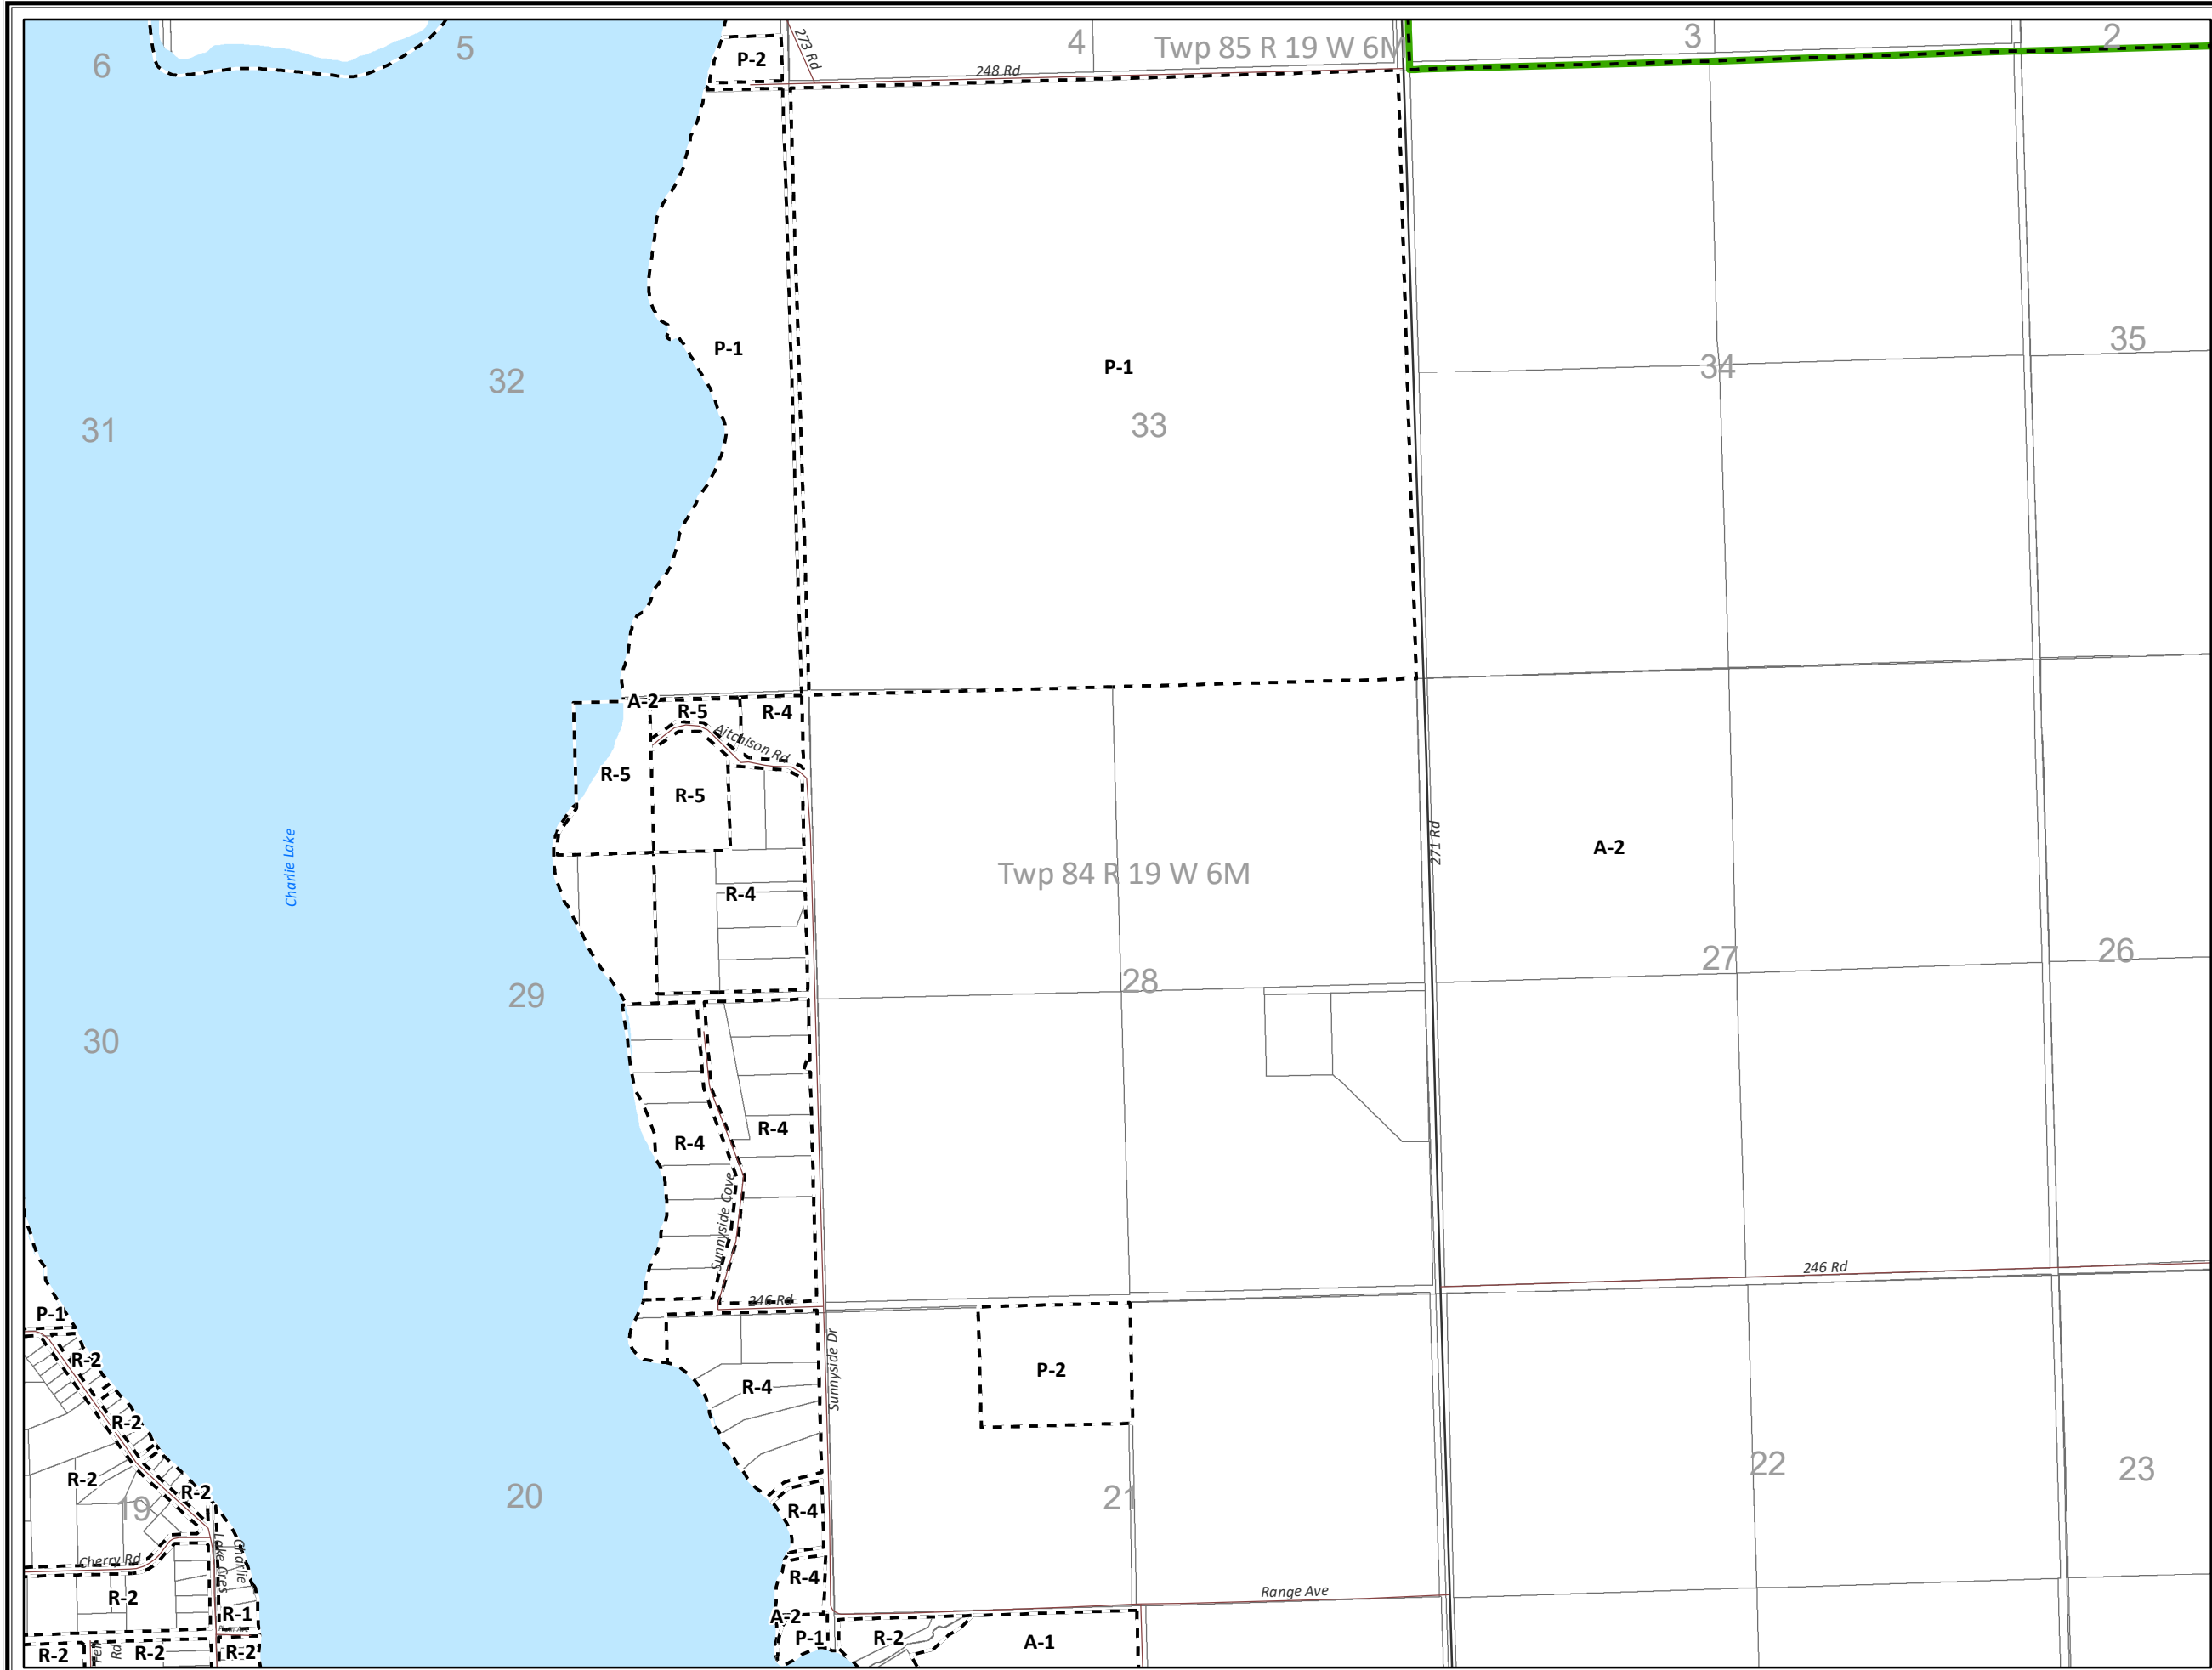 6
5
P-2
273 Rd
4
Twp 85 R 19 W 6M
3
2
248 Rd
P-1
P-1
32
31
33
34
35
A-2
R-5
R-4
Aitchison Rd
R-5
R-5
271 Rd
A-2
Charlie Lake
Twp 84 R 19 W 6M
R-4
28
27
26
29
30
R-4
R-4
Sunnyside Cove
246 Rd
246 Rd
P-1
Sunnyside Dr
R-2
P-2
R-4
R-2
R-2
R-2
19
20
R-4
21
22
23
Cherry Rd
Charlie
Lake Cres
R-4
R-2
R-1
Range Ave
A-2
P-1
R-2
A-1
R-2
R-2
R-2
Rd